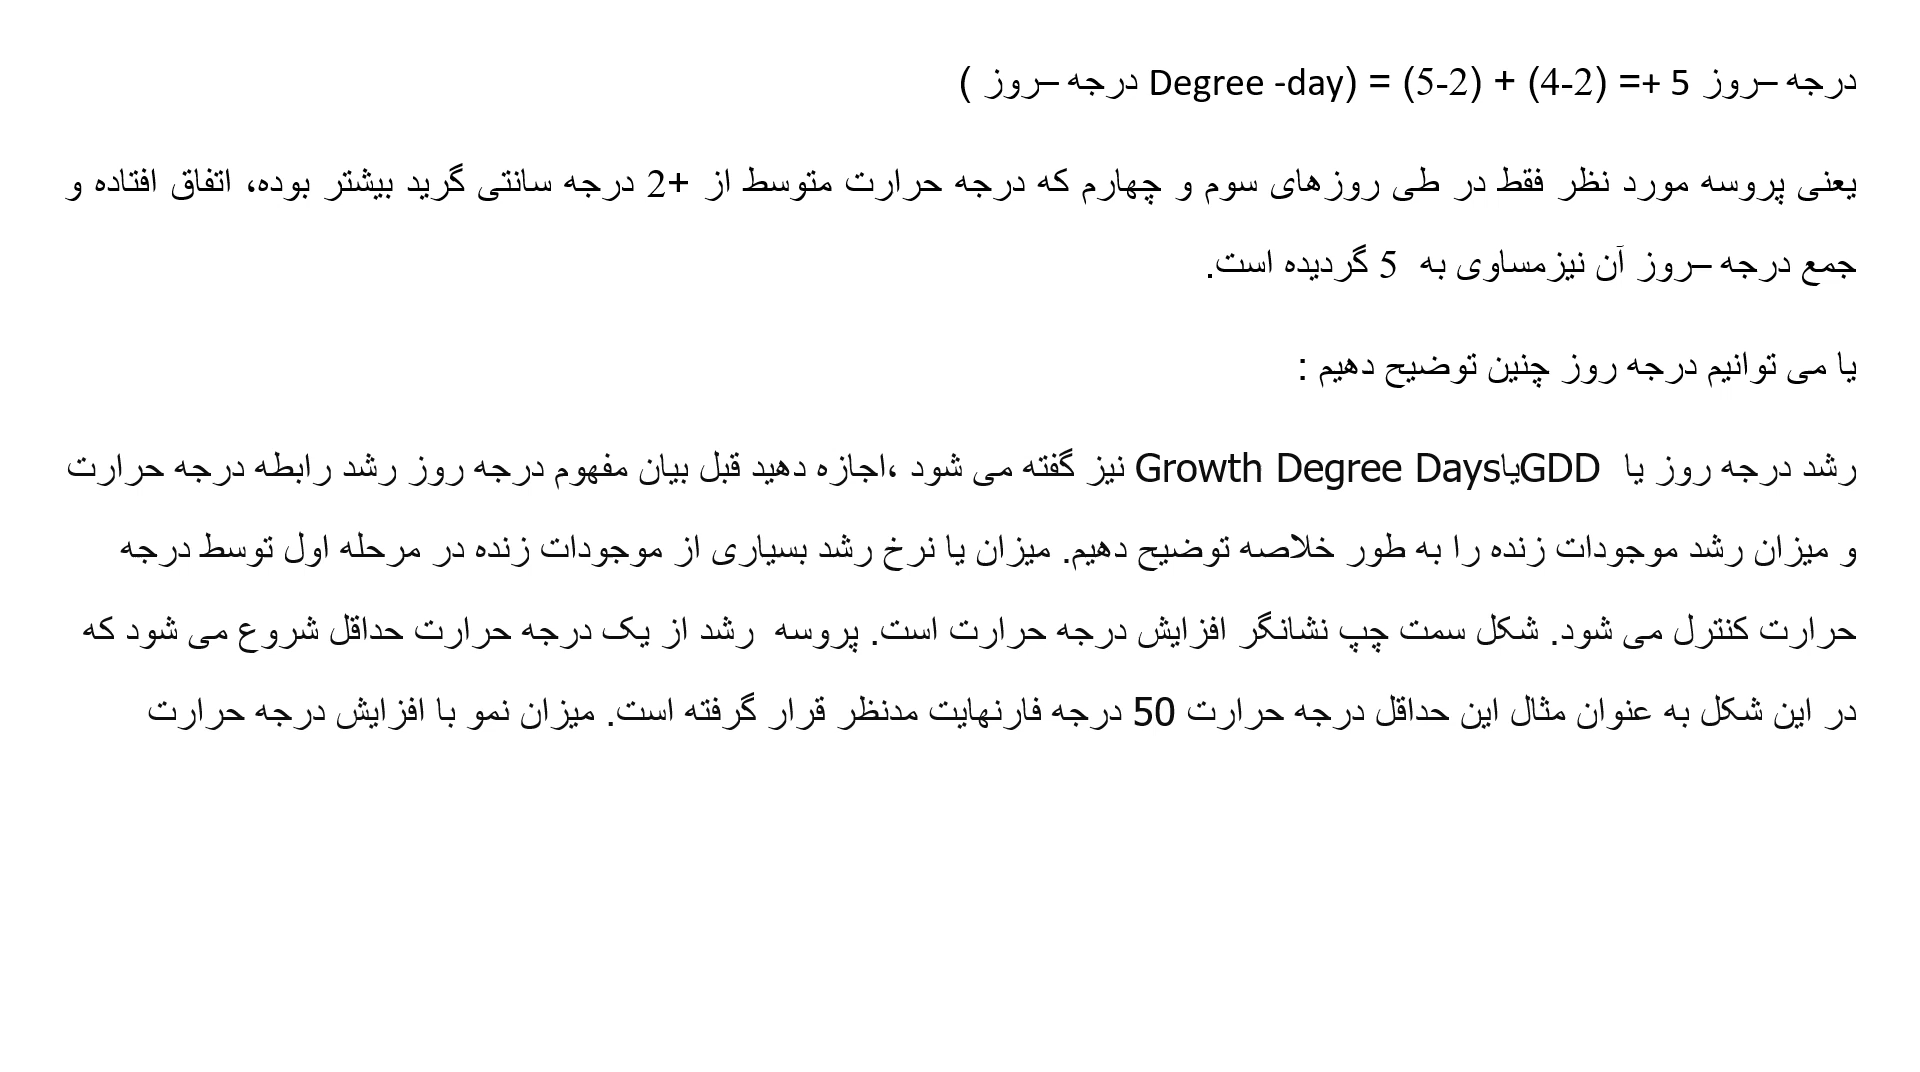 درجه –روز 5 += (4-2) + (5-2) = (Degree -day درجه –روز )
یعنی پروسه مورد نظر فقط در طی روزهای سوم و چهارم که درجه حرارت متوسط از +2 درجه سانتی گرید بیشتر بوده، اتفاق افتاده و
جمع درجه –روز آن نیزمساوی به 5 گردیده است.
یا می توانیم درجه روز چنین توضیح دهیم :
رشد درجه روز یا GDDیاGrowth Degree Days نیز گفته می شود ،اجازه دهید قبل بیان مفهوم درجه روز رشد رابطه درجه حرارت
و میزان رشد موجودات زنده را به طور خلاصه توضیح دهیم. میزان یا نرخ رشد بسیاری از موجودات زنده در مرحله اول توسط درجه
حرارت کنترل می شود. شکل سمت چپ نشانگر افزایش درجه حرارت است. پروسه رشد از یک درجه حرارت حداقل شروع می شود که
در این شکل به عنوان مثال این حداقل درجه حرارت 50 درجه فارنهایت مدنظر قرار گرفته است. میزان نمو با افزایش درجه حرارت